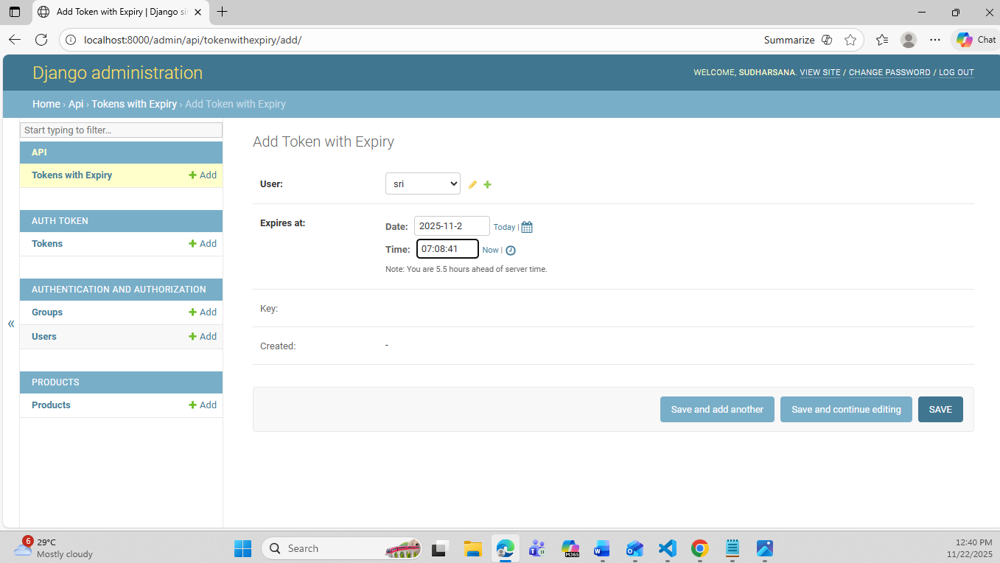 Add Token with Expiry | Django si
localhost:8000/admin/api/tokenwithexpiry/add/
Summarize
Chat
Django administration
WELCOME, SUDHARSANA. VIEW SITE / CHANGE PASSWORD / LOG OUT
Home › Api › Tokens with Expiry › Add Token with Expiry
Start typing to filter...
API
Tokens with Expiry + Add
AUTH TOKEN
Tokens + Add
AUTHENTICATION AND AUTHORIZATION
Groups + Add
Users + Add
PRODUCTS
Products + Add
«
Add Token with Expiry
User: sri
Expires at:
Date: 2025-11-2 Today |
Time: 07:08:41 Now |
Note: You are 5.5 hours ahead of server time.
Key:
Created: -
Save and add another Save and continue editing SAVE
6
29°C
Mostly cloudy
Search
M365
12:40 PM
11/22/2025